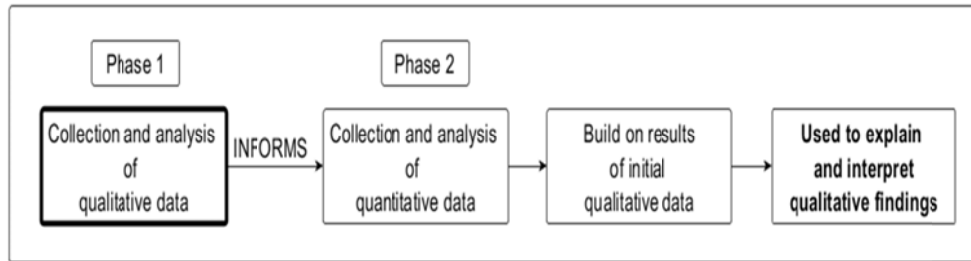 Phase 1
Phase 2
Collection and analysis
of
qualitative data
INFORMS
Collection and analysis
of
quantitative data
Build on results
of initial
qualitative data
Used to explain
and interpret
qualitative findings